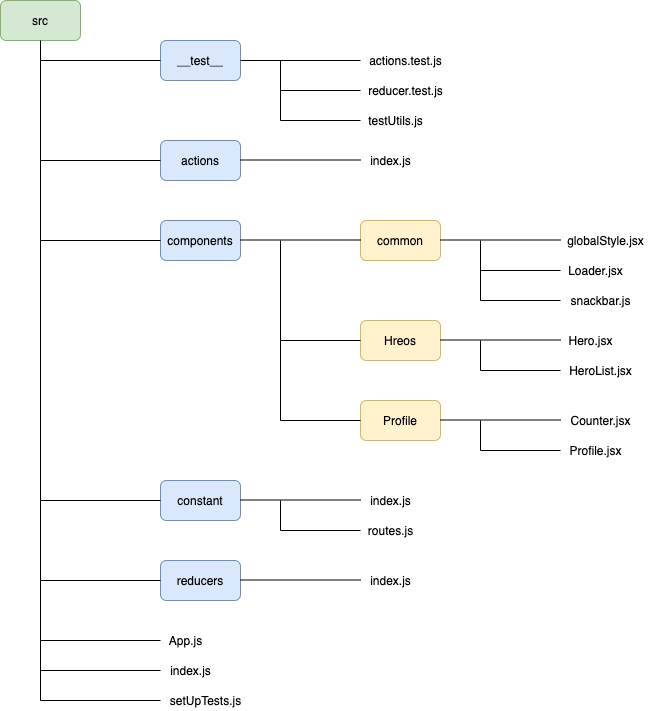 src
__test__
actions.test.js
reducer.test.js
testUtils.js
actions
index.js
components
common
globalStyle.jsx
Loader.jsx
snackbar.js
Hreos
Hero.jsx
HeroList.jsx
Profile
Counter.jsx
Profile.jsx
constant
index.js
routes.js
reducers
index.js
App.js
index.js
setUpTests.js